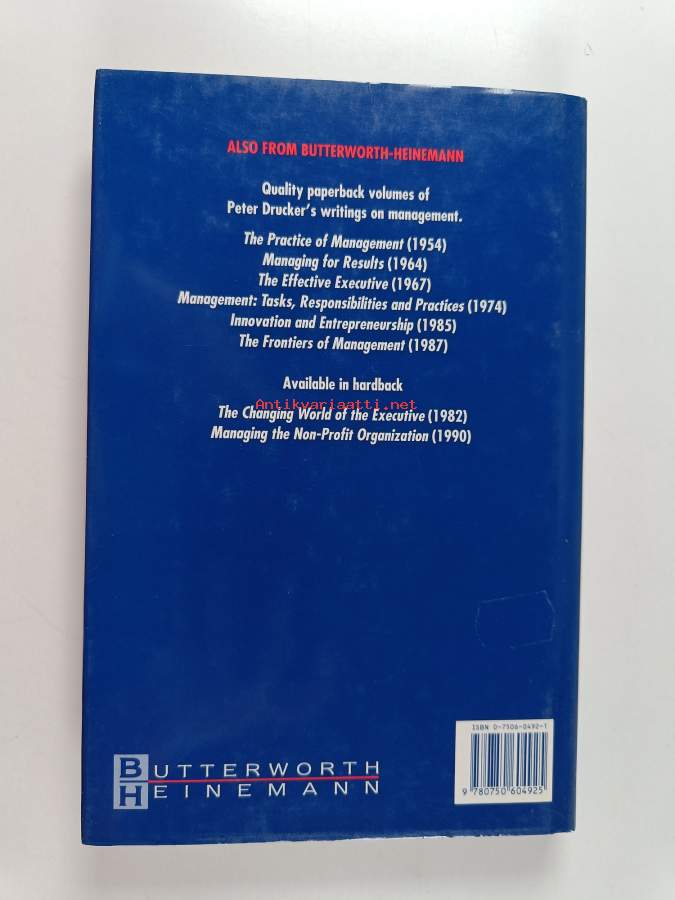 ALSO FROM BUTTERWORTH-HEINEMANN
Quality paperback volumes of
Peter Drucker's writings on management.
The Practice of Management (1954)
Managing for Results (1964)
The Effective Executive (1967)
Management: Tasks, Responsibilities and Practices (1974)
Innovation and Entrepreneurship (1985)
The Frontiers of Management (1987)
Available in hardback
Antikvariaatti.net
The Changing World of the Executive (1982)
Managing the Non-Profit Organization (1990)
ISBN 0-7506-0492-1
9 780750 604925
BUTTERWORTH
HEINEMANN